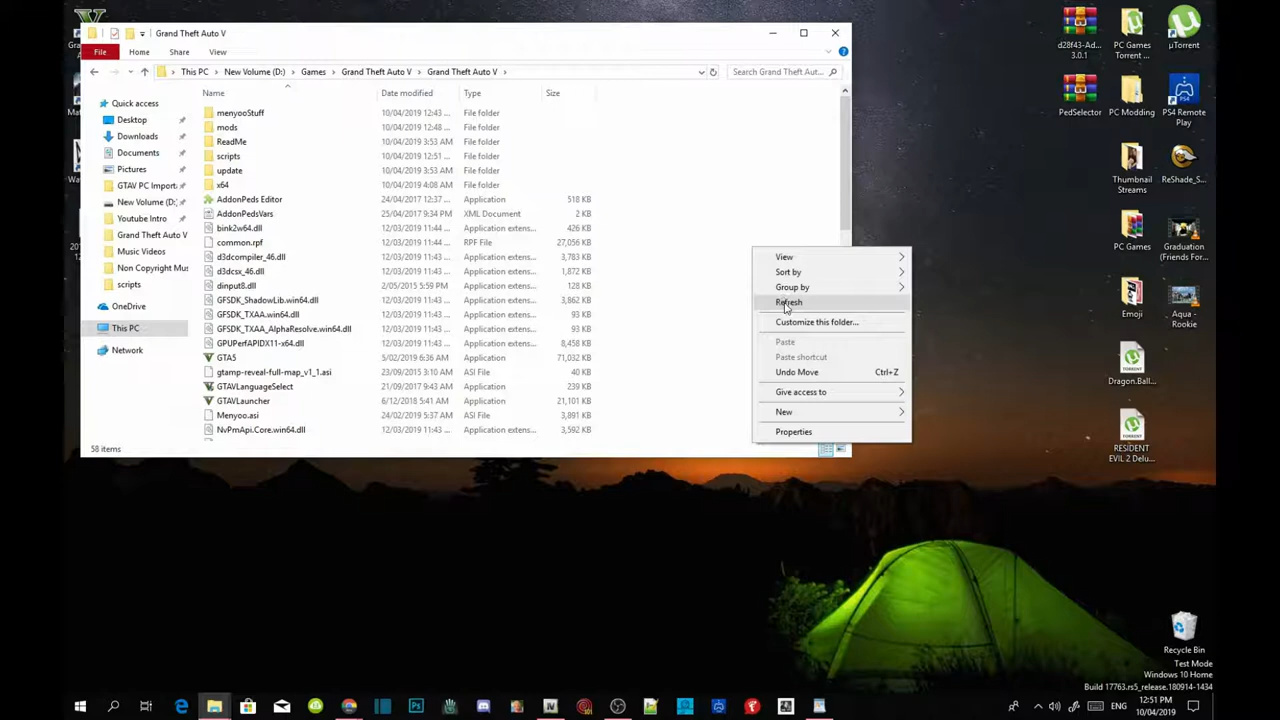 Grand Theft Auto V
File
Home
Share
View
This PC
New Volume (D:)
Games
Grand Theft Auto V
Grand Theft Auto V
Search Grand Theft Aut...
Name
Date modified
Type
Size
Quick access
Desktop
Downloads
Documents
Pictures
GTAV PC Import
New Volume (D:
Youtube Intro
Grand Theft Auto V
Music Videos
Non Copyright Mus
scripts
OneDrive
This PC
Network
menyooStuff 10/04/2019 12:43 ... File folder
mods 10/04/2019 12:48 ... File folder
ReadMe 10/04/2019 3:53 AM File folder
scripts 10/04/2019 12:51 ... File folder
update 10/04/2019 3:53 AM File folder
x64 10/04/2019 4:08 AM File folder
AddonPeds Editor 24/04/2017 12:37 ... Application 518 KB
AddonPedsVars 25/04/2017 9:34 PM XML Document 2 KB
bink2w64.dll 12/03/2019 11:44 ... Application extens... 426 KB
common.rpf 12/03/2019 11:44 ... RPF File 27,056 KB
d3dcompiler_46.dll 12/03/2019 11:44 ... Application extens... 3,783 KB
d3dcsx_46.dll 12/03/2019 11:44 ... Application extens... 1,872 KB
dinput8.dll 2/05/2015 5:59 PM Application extens... 128 KB
GFSDK_ShadowLib.win64.dll 12/03/2019 11:44 ... Application extens... 3,862 KB
GFSDK_TXAA.win64.dll 12/03/2019 11:43 ... Application extens... 93 KB
GFSDK_TXAA_AlphaResolve.win64.dll 12/03/2019 11:44 ... Application extens... 93 KB
GPUPerfAPIDX11-x64.dll 12/03/2019 11:43 ... Application extens... 8,458 KB
GTA5 5/02/2019 6:36 AM Application 71,032 KB
gtamp-reveal-full-map_v1_1.asi 23/09/2015 3:10 AM ASI File 40 KB
GTAVLanguageSelect 21/09/2017 9:43 AM Application 239 KB
GTAVLauncher 6/12/2018 5:41 AM Application 21,101 KB
Menyoo.asi 24/02/2019 5:37 AM ASI File 3,891 KB
NvPmApi.Core.win64.dll 12/03/2019 11:43 ... Application extens... 3,592 KB
58 items
View
Sort by
Group by
Refresh
Customize this folder...
Paste
Paste shortcut
Undo Move Ctrl+Z
Give access to
New
Properties
d28f43-Ad...
3.0.1
PC Games
Torrent ...
µTorrent
PedSelector
PC Modding
PS4 Remote
Play
Thumbnail
Streams
ReShade_S...
PC Games
Graduation
(Friends For...
Emoji
Aqua -
Rookie
Dragon.Ball...
RESIDENT
EVIL 2 Delu...
Recycle Bin
Test Mode
Windows 10 Home
Build 17763.rs5_release.180914-1434
ENG
12:51 PM
10/04/2019